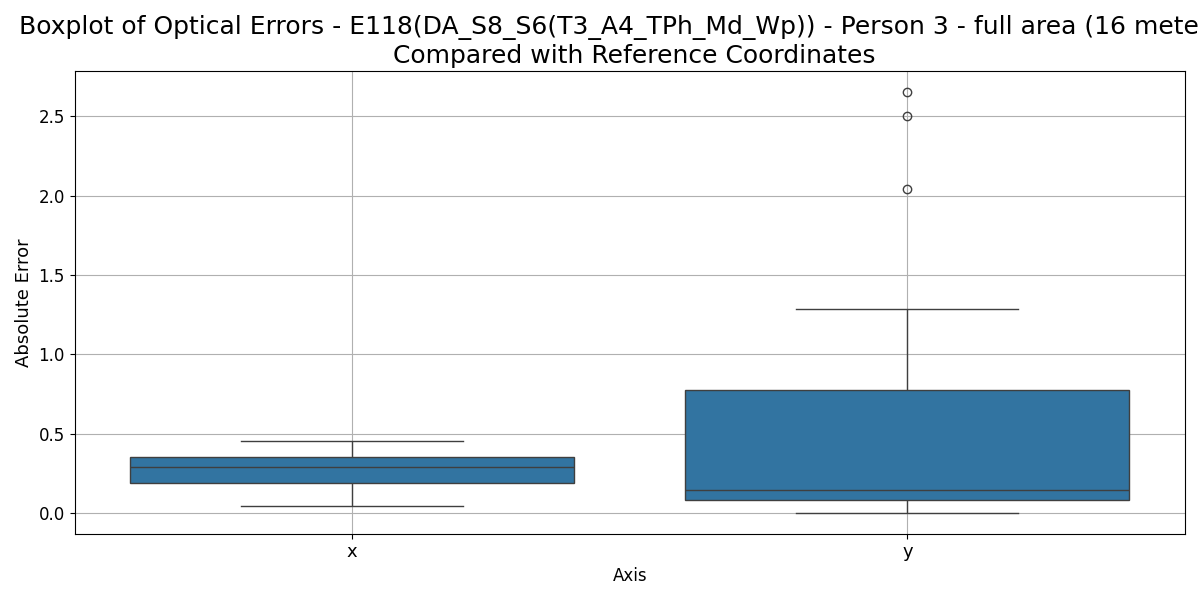 Boxplot of Optical Errors - E118(DA_S8_S6(T3_A4_TPh_Md_Wp)) - Person 3 - full area (16 mete
Compared with Reference Coordinates
2.5
2.0
1.5
1.0
0.5
0.0
Absolute Error
x
y
Axis